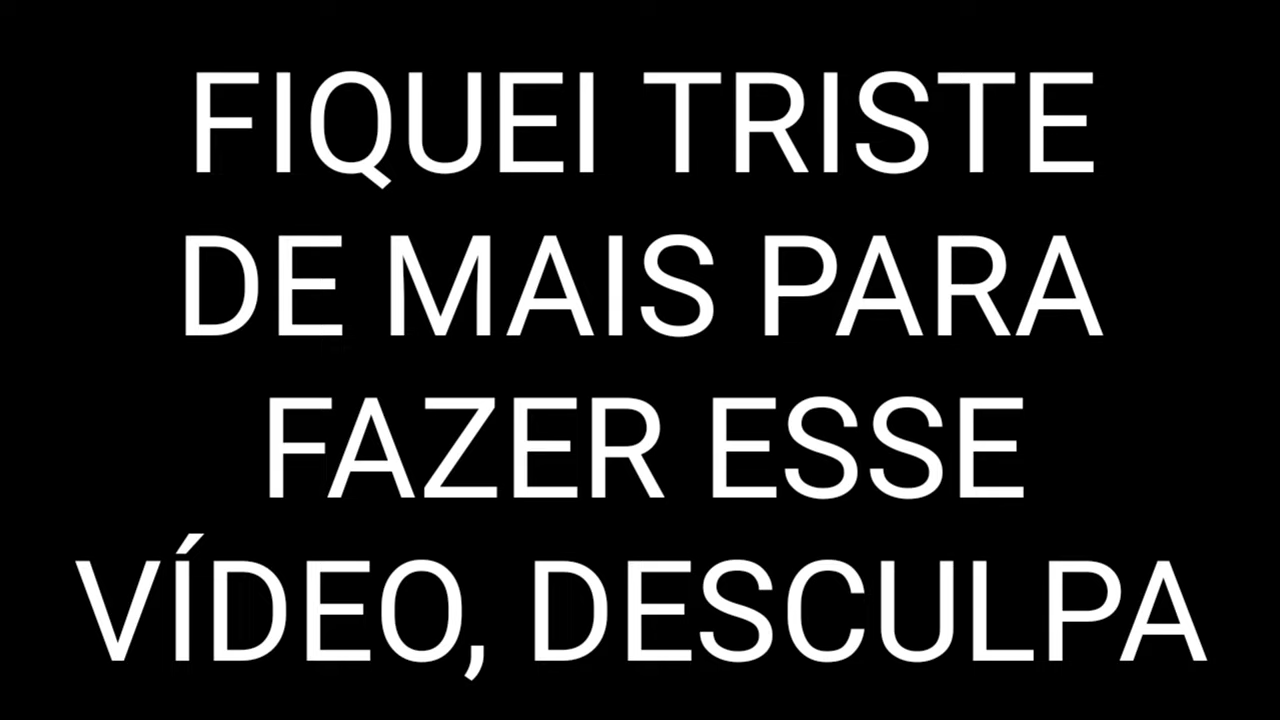 FIQUEI TRISTE
DE MAIS PARA
FAZER ESSE
VÍDEO, DESCULPA